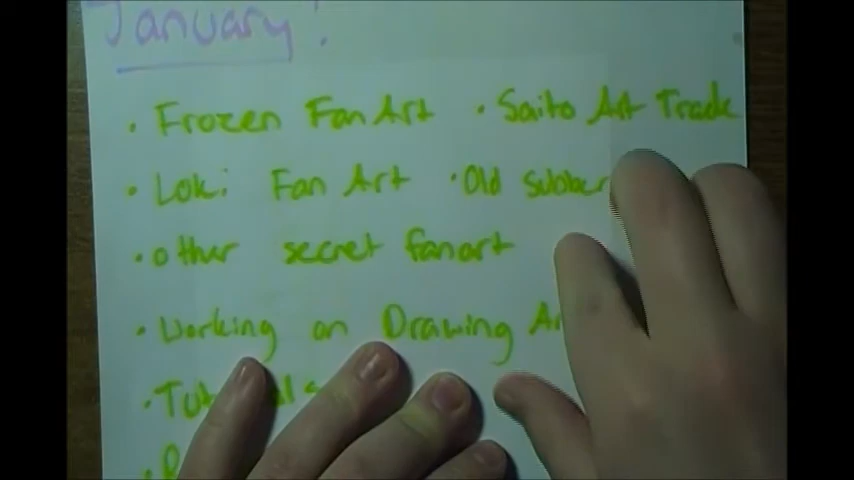 January!
• Frozen Fan Art • Saito Art Trade
• Loki Fan Art • Old
• other secret fanart
• Working on Drawing